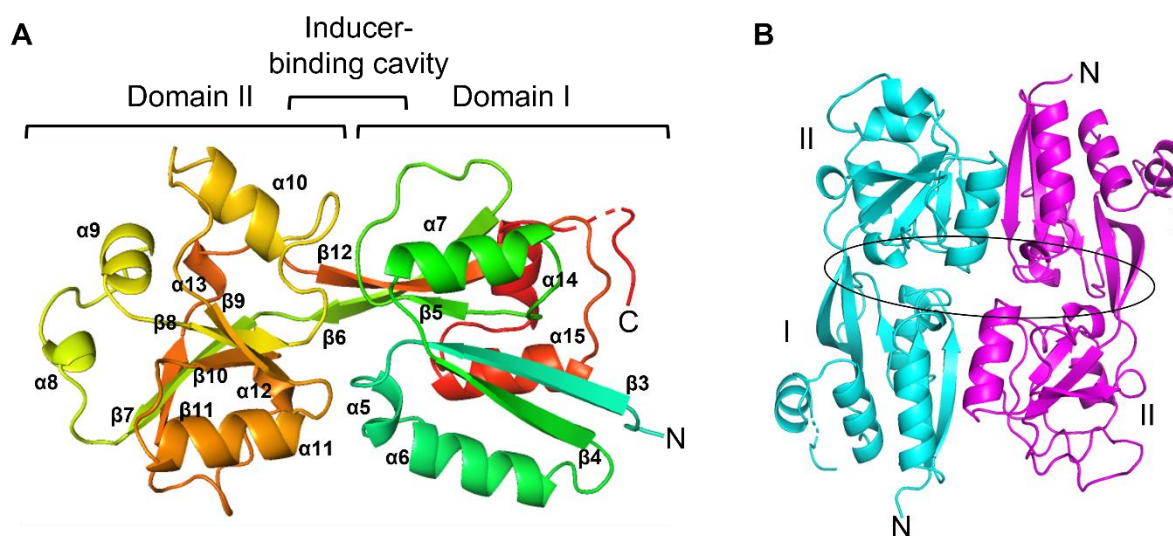 A
Inducer-
binding cavity
Domain II
Domain I
α10
α9
α7
β12
α13
β9
α14
β8
β5
C
β6
α15
α8
β10
α12
β3
β7
β11
α5
N
α11
α6
β4
B
N
II
I
II
N